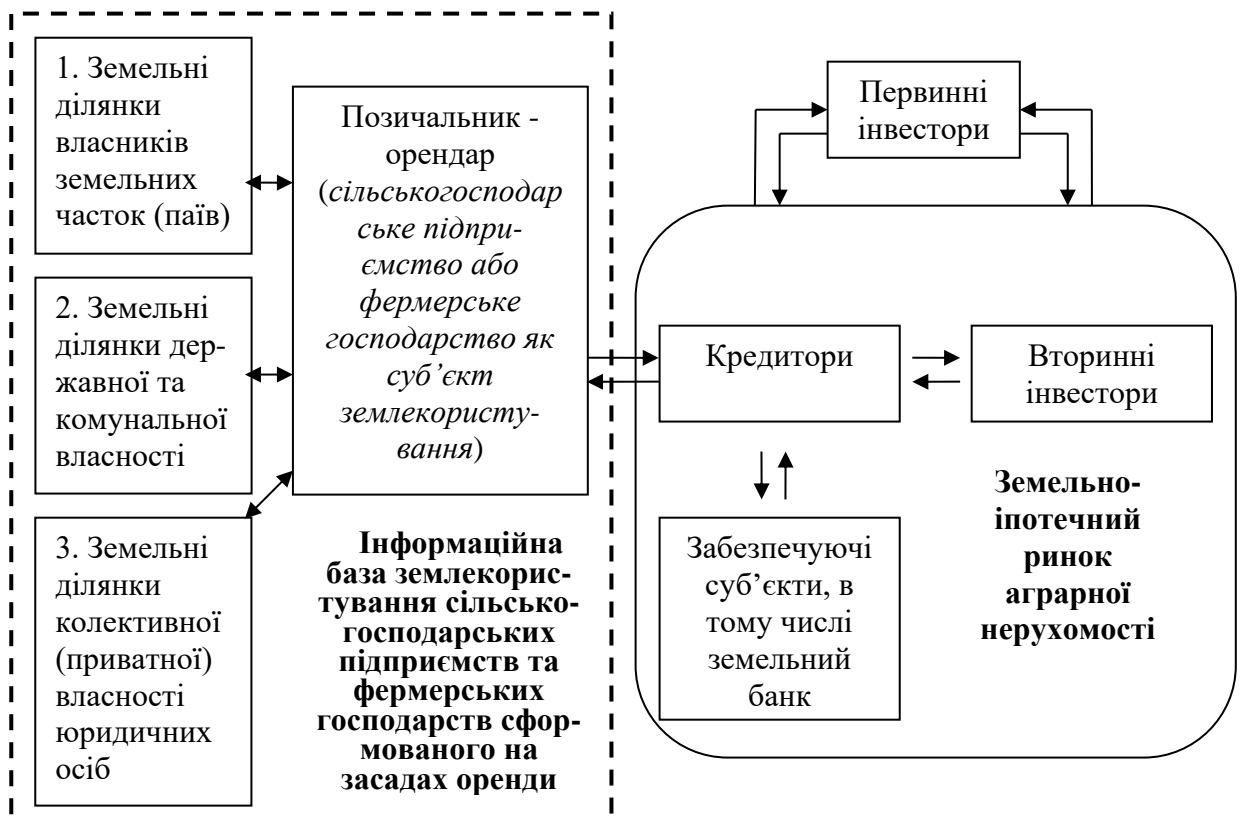 1. Земельні
ділянки
власників
земельних
часток (паїв)
2. Земельні
ділянки дер-
жавної та
комунальної
власності
3. Земельні
ділянки
колективної
(приватної)
власності
юридичних
осіб
Позичальник -
орендар
(сільськогосподар
ське підпри-
ємство або
фермерське
господарство як
суб’єкт
землекористу-
вання)
Інформаційна
база землекорис-
тування сільсько-
господарських
підприємств та
фермерських
господарств сфор-
мованого на
засадах оренди
Первинні
інвестори
Кредитори
Вторинні
інвестори
Забезпечуючі
суб’єкти, в
тому числі
земельний
банк
Земельно-
іпотечний
ринок
аграрної
нерухомості